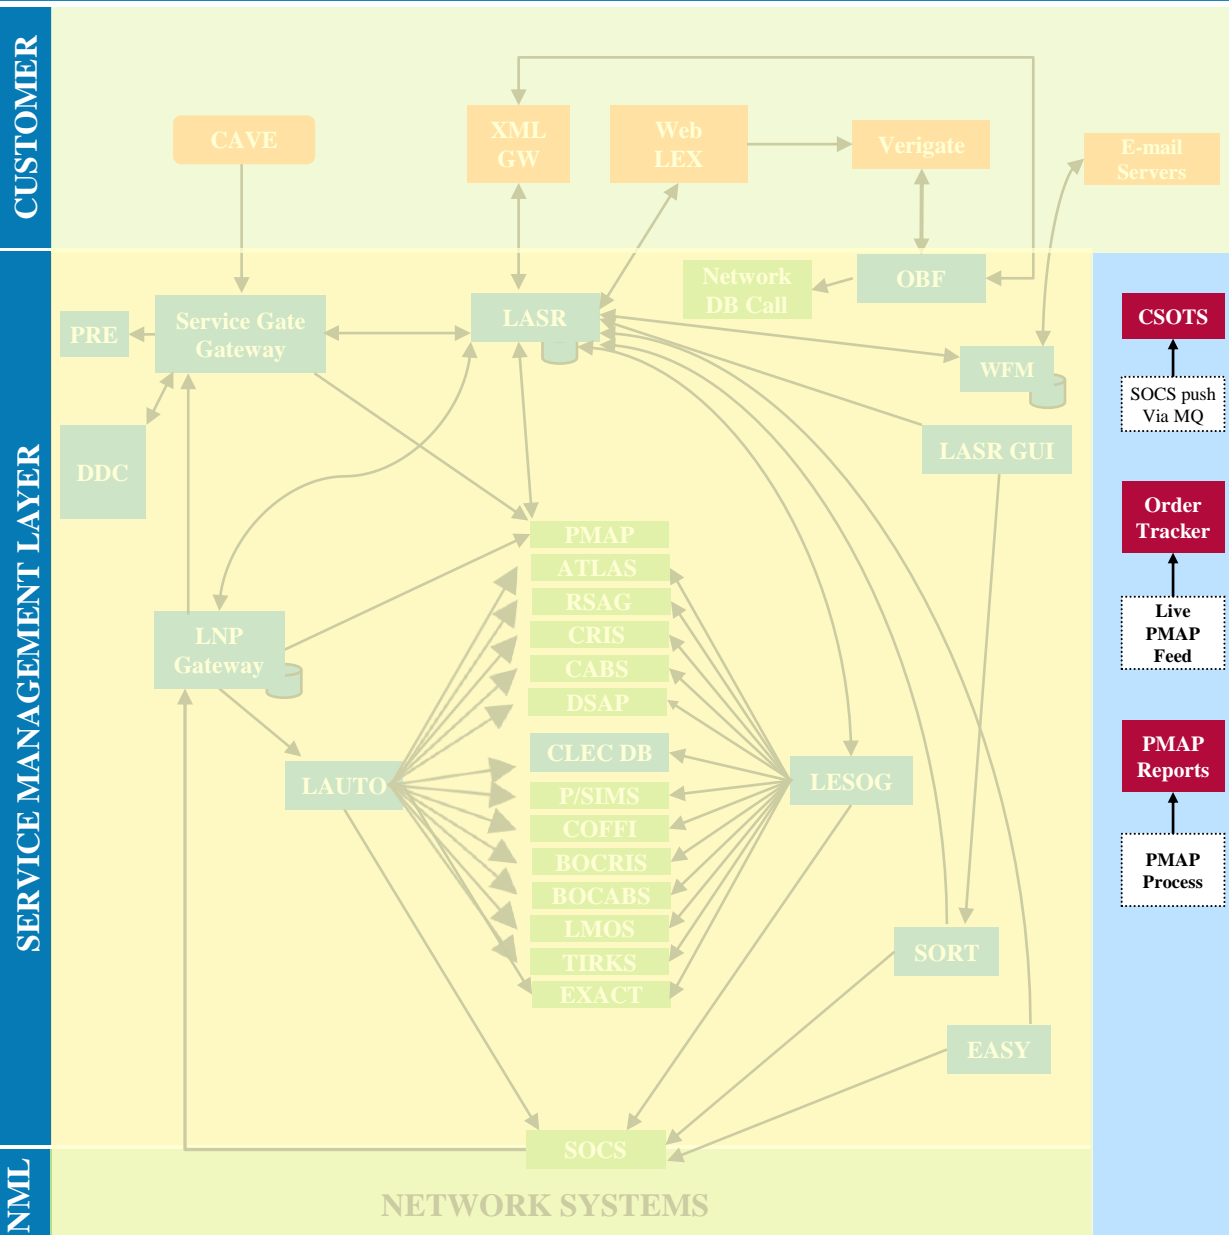 CUSTOMER
CAVE
XML
GW
Web
LEX
Verigate
E-mail
Servers
SERVICE MANAGEMENT LAYER
PRE
Service Gate
Gateway
LASR
Network
DB Call
OBF
WFM
DDC
LASR GUI
CSOTS
SOCS push
Via MQ
Order
Tracker
Live
PMAP
Feed
PMAP
Reports
PMAP
Process
PMAP
ATLAS
RSAG
CRIS
CABS
DSAP
CLEC DB
P/SIMS
COFFI
BOCRIS
BOCABS
LMOS
TIRKS
EXACT
LNP
Gateway
LAUTO
LESOG
SORT
EASY
SOCS
NML
NETWORK SYSTEMS